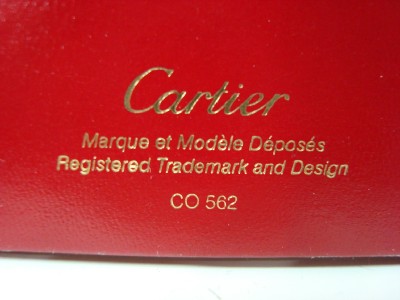 Cartier
Marque et Modèle Déposés
Registered Trademark and Design
CO 562